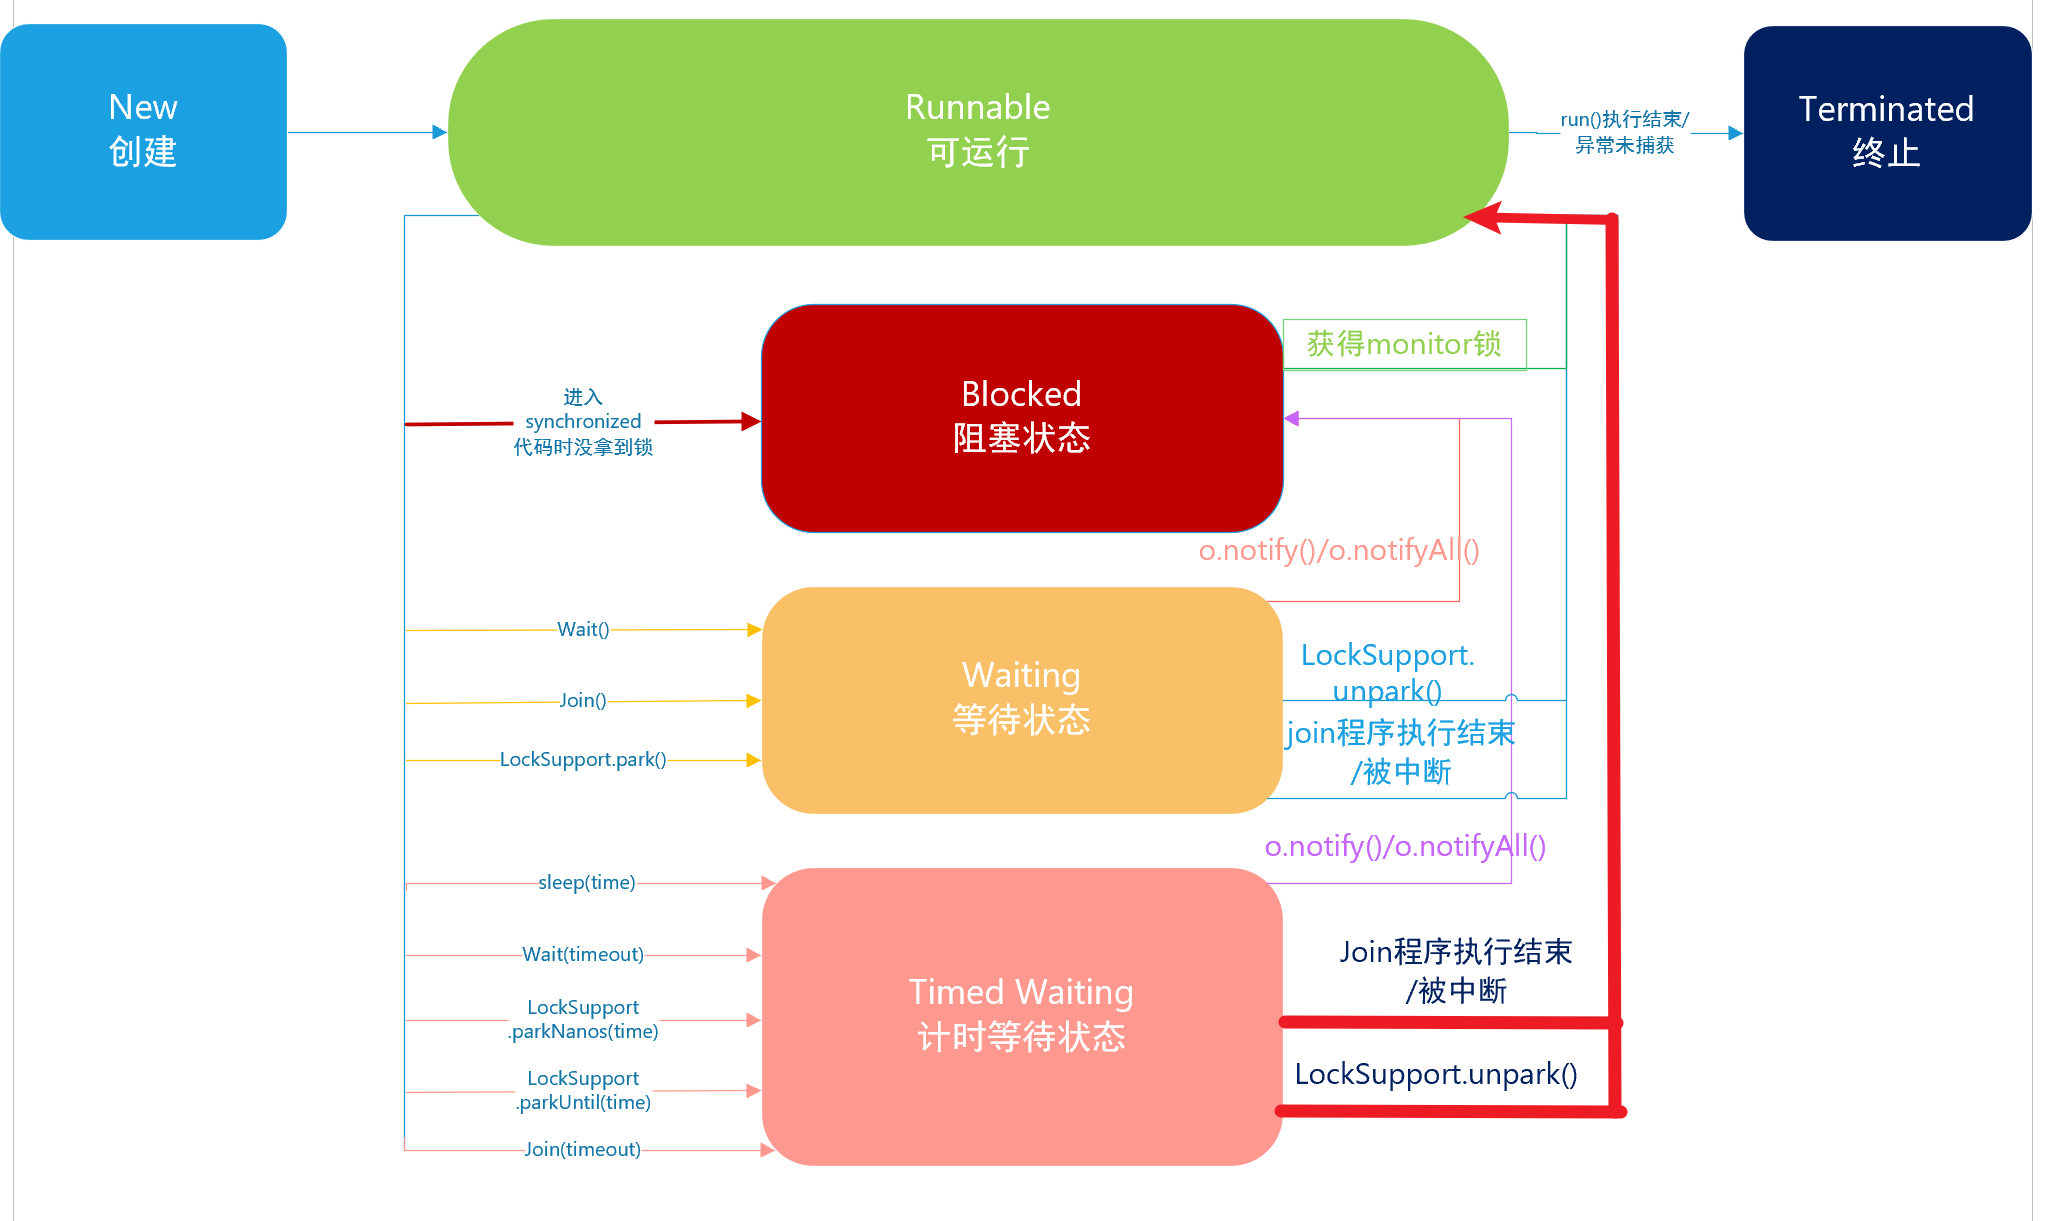 New
创建
Runnable
可运行
run()执行结束/
异常未捕获
Terminated
终止
进入
synchronized
代码时没拿到锁
Blocked
阻塞状态
获得monitor锁
o.notify()/o.notifyAll()
Wait()
Join()
LockSupport.park()
Waiting
等待状态
LockSupport.
unpark()
join程序执行结束
/被中断
o.notify()/o.notifyAll()
sleep(time)
Wait(timeout)
LockSupport
.parkNanos(time)
LockSupport
.parkUntil(time)
Join(timeout)
Timed Waiting
计时等待状态
Join程序执行结束
/被中断
LockSupport.unpark()